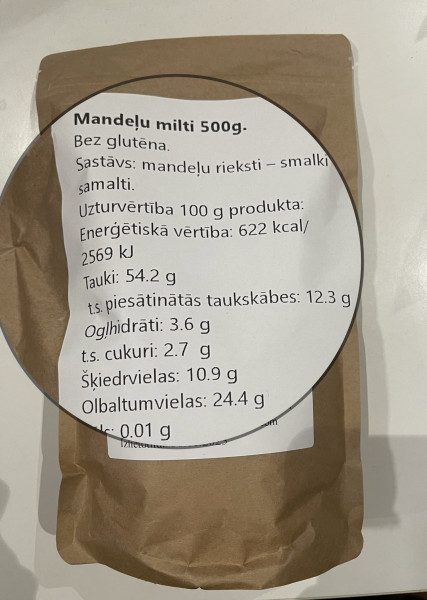 Mandeļu milti 500g.
Bez glutēna.
Sastāvs: mandeļu rieksti – smalki
samalti.
Uzturvērtība 100 g produkta:
Enerģētiskā vērtība: 622 kcal/
2569 kJ
Tauki: 54.2 g
t.s. piesātinātās taukskābes: 12.3 g
Ogļhidrāti: 3.6 g
t.s. cukuri: 2.7 g
Šķiedrvielas: 10.9 g
Olbaltumvielas: 24.4 g
0.01 g